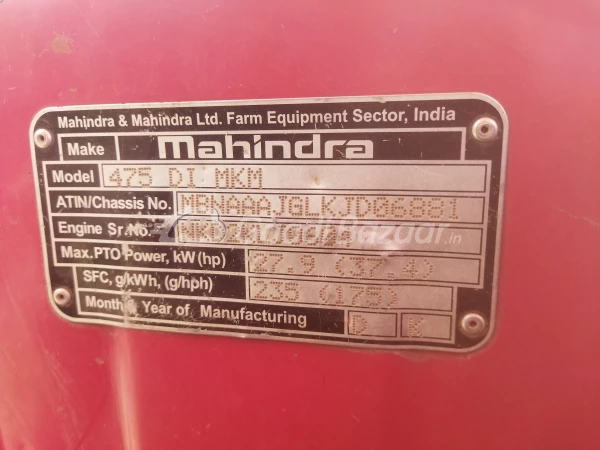 Mahindra & Mahindra Ltd. Farm Equipment Sector, India
Make mahindra
Model 475 DI MKM
ATIN/Chassis No. MBNAAAJGLKJD06881
Engine Sr.No.
Max.PTO Power, kW (hp) 27.9 (37.4)
SFC, g/kWh, (g/hph) 235 (175)
Month & Year of Manufacturing D K